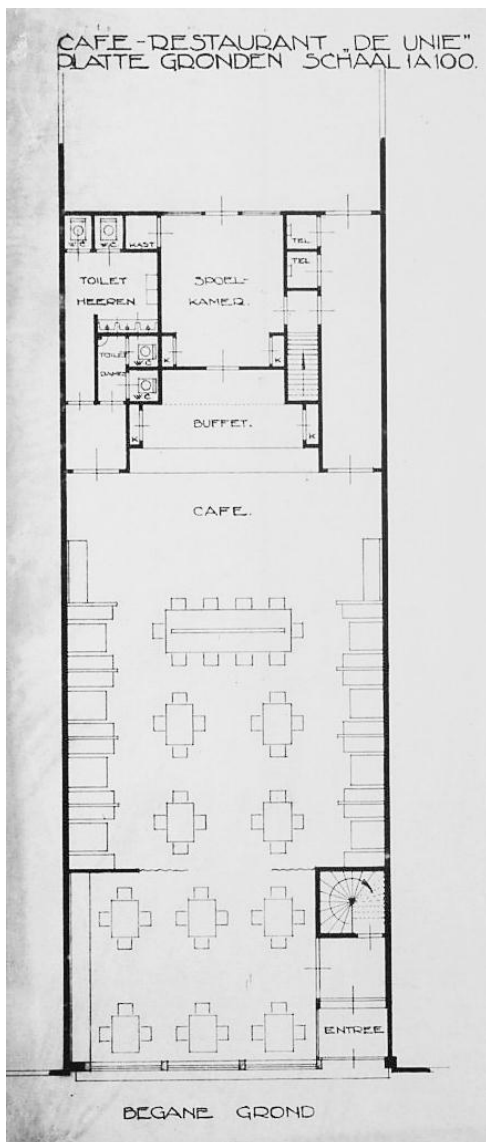 CAFE-RESTAURANT „DE UNIE"
PLATTE GRONDEN SCHAAL 1 A 100.
W C
W C
KAST
TEL
TEL
TOILET
HEEREN
SPOEL-
KAMER.
TOILET
DAMES
W C
W C
K
K
BUFFET.
K
K
CAFE.
ENTREE
BEGANE GROND